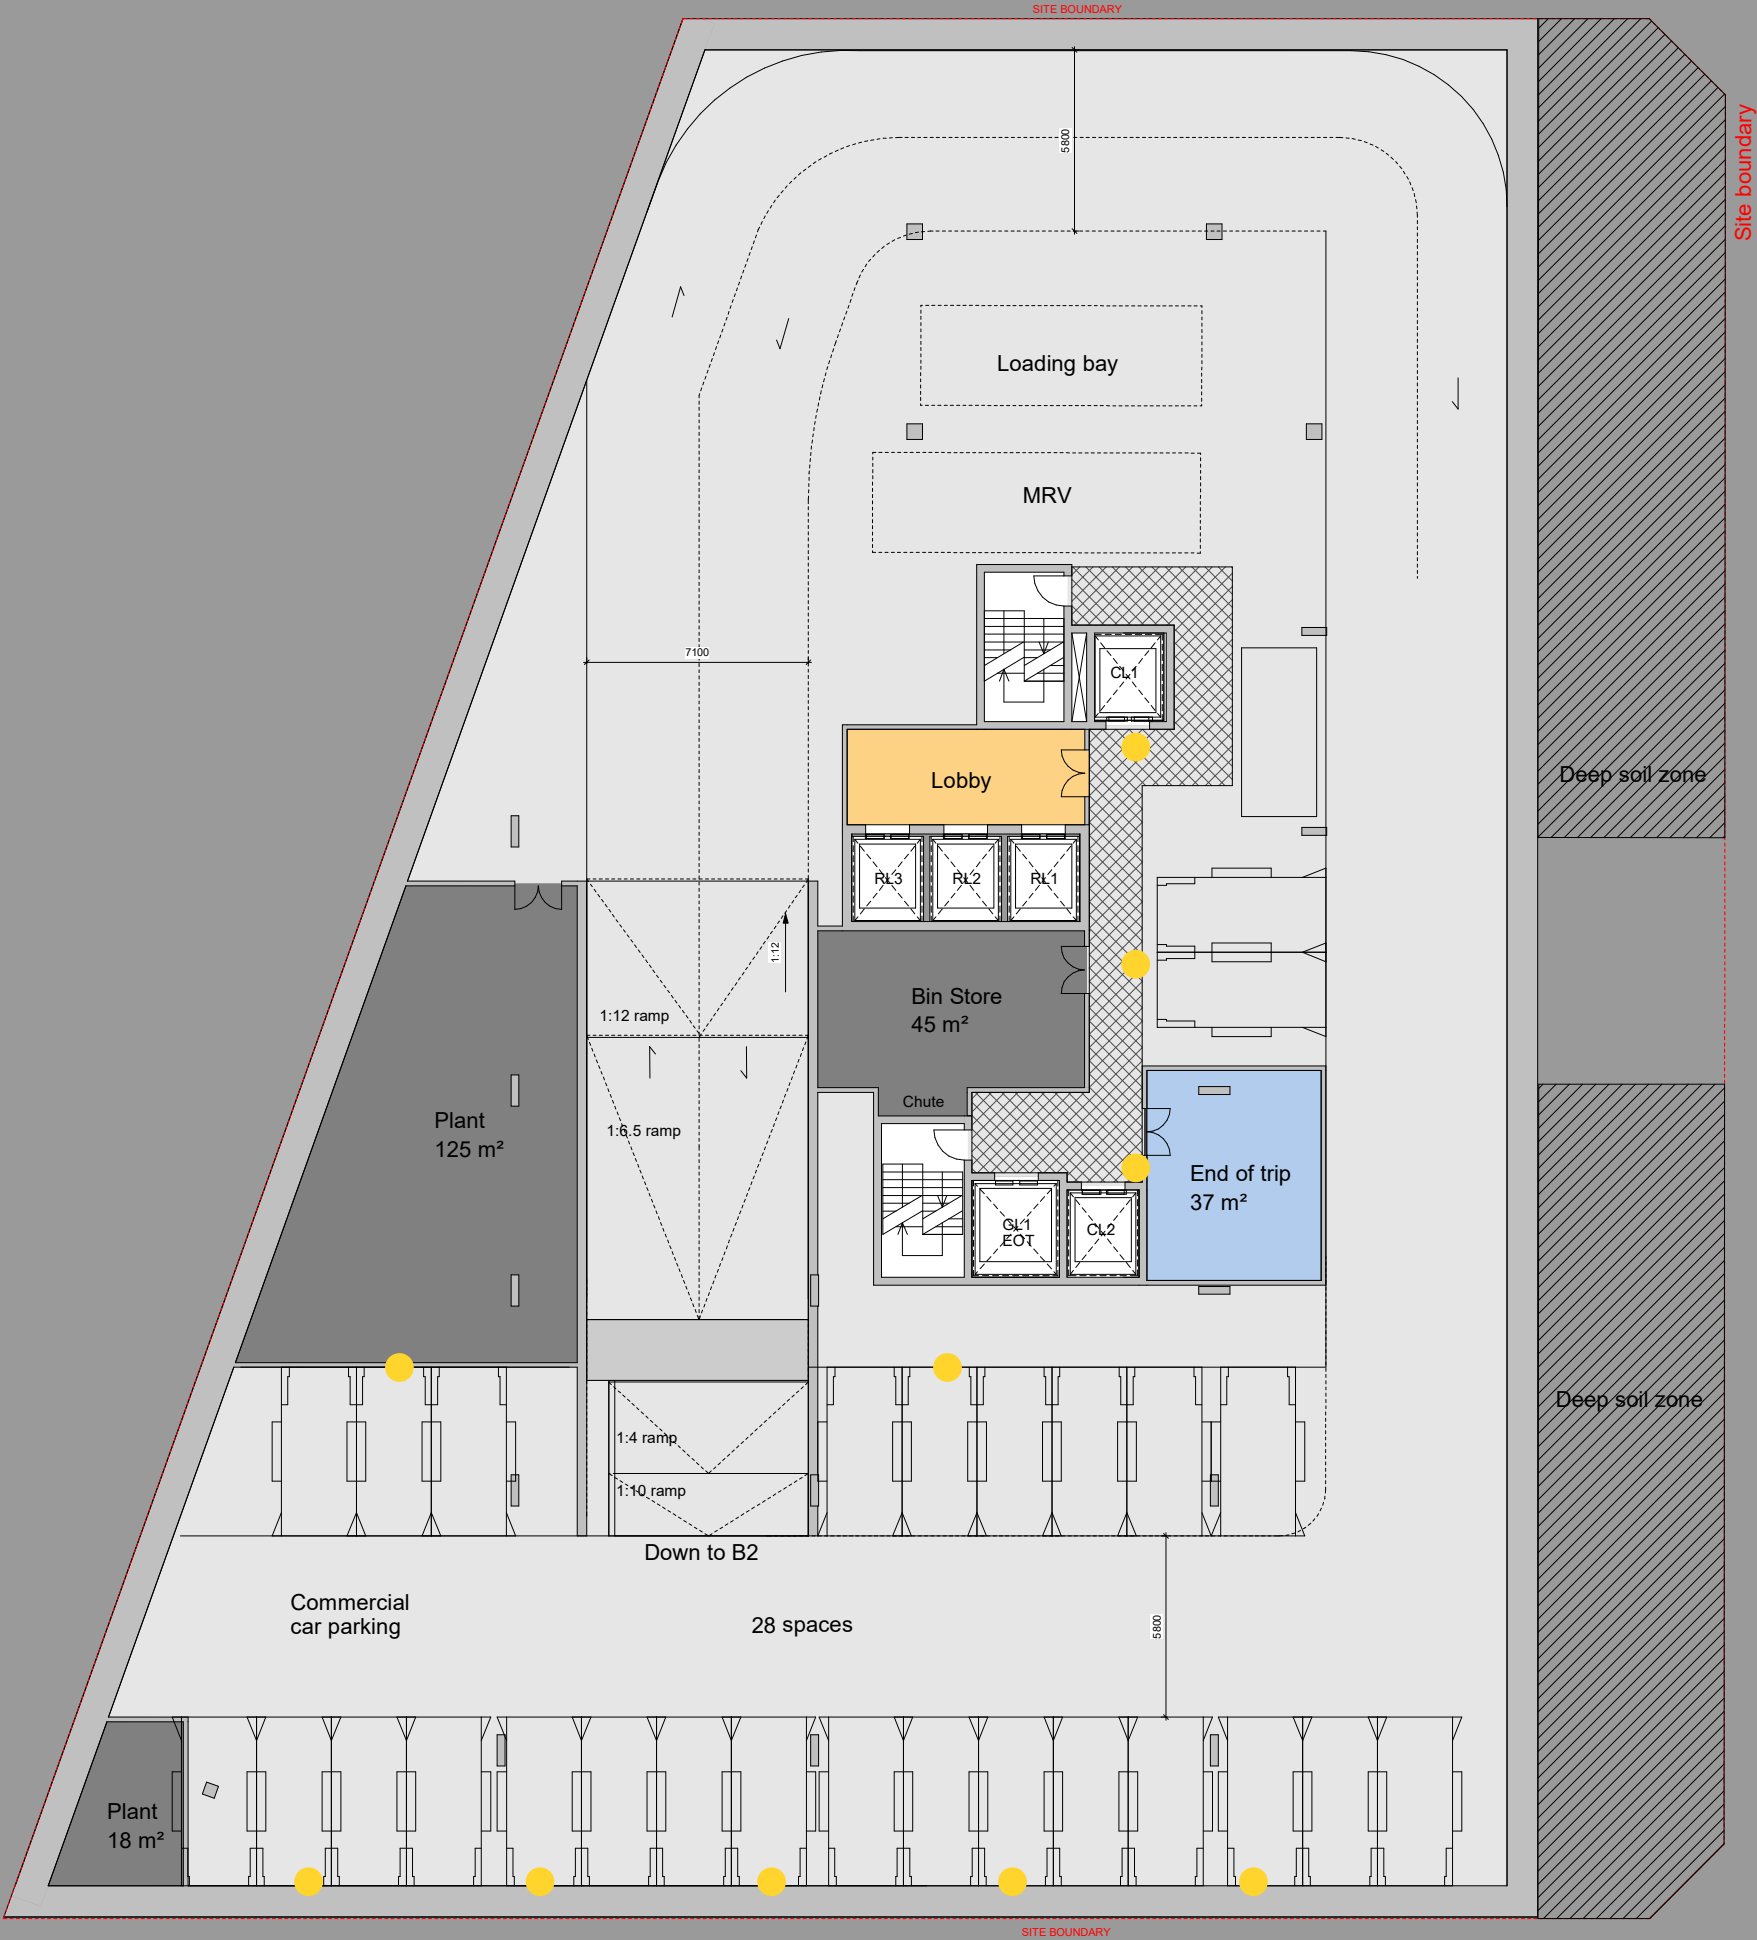 SITE BOUNDARY
Site boundary
5800
Loading bay
MRV
7100
CL1
Lobby
Deep soil zone
RL3
RL2
RL1
1:12
Bin Store
45 m²
1:12 ramp
Chute
Plant
125 m²
1:6.5 ramp
End of trip
37 m²
CL1
EOT
CL2
Deep soil zone
1:4 ramp
1:10 ramp
Down to B2
Commercial
car parking
28 spaces
5800
Plant
18 m²
SITE BOUNDARY